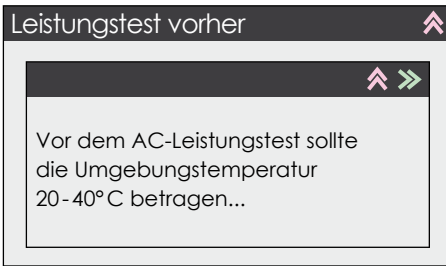 Leistungstest vorher
Vor dem AC-Leistungstest sollte
die Umgebungstemperatur
20-40° C betragen...